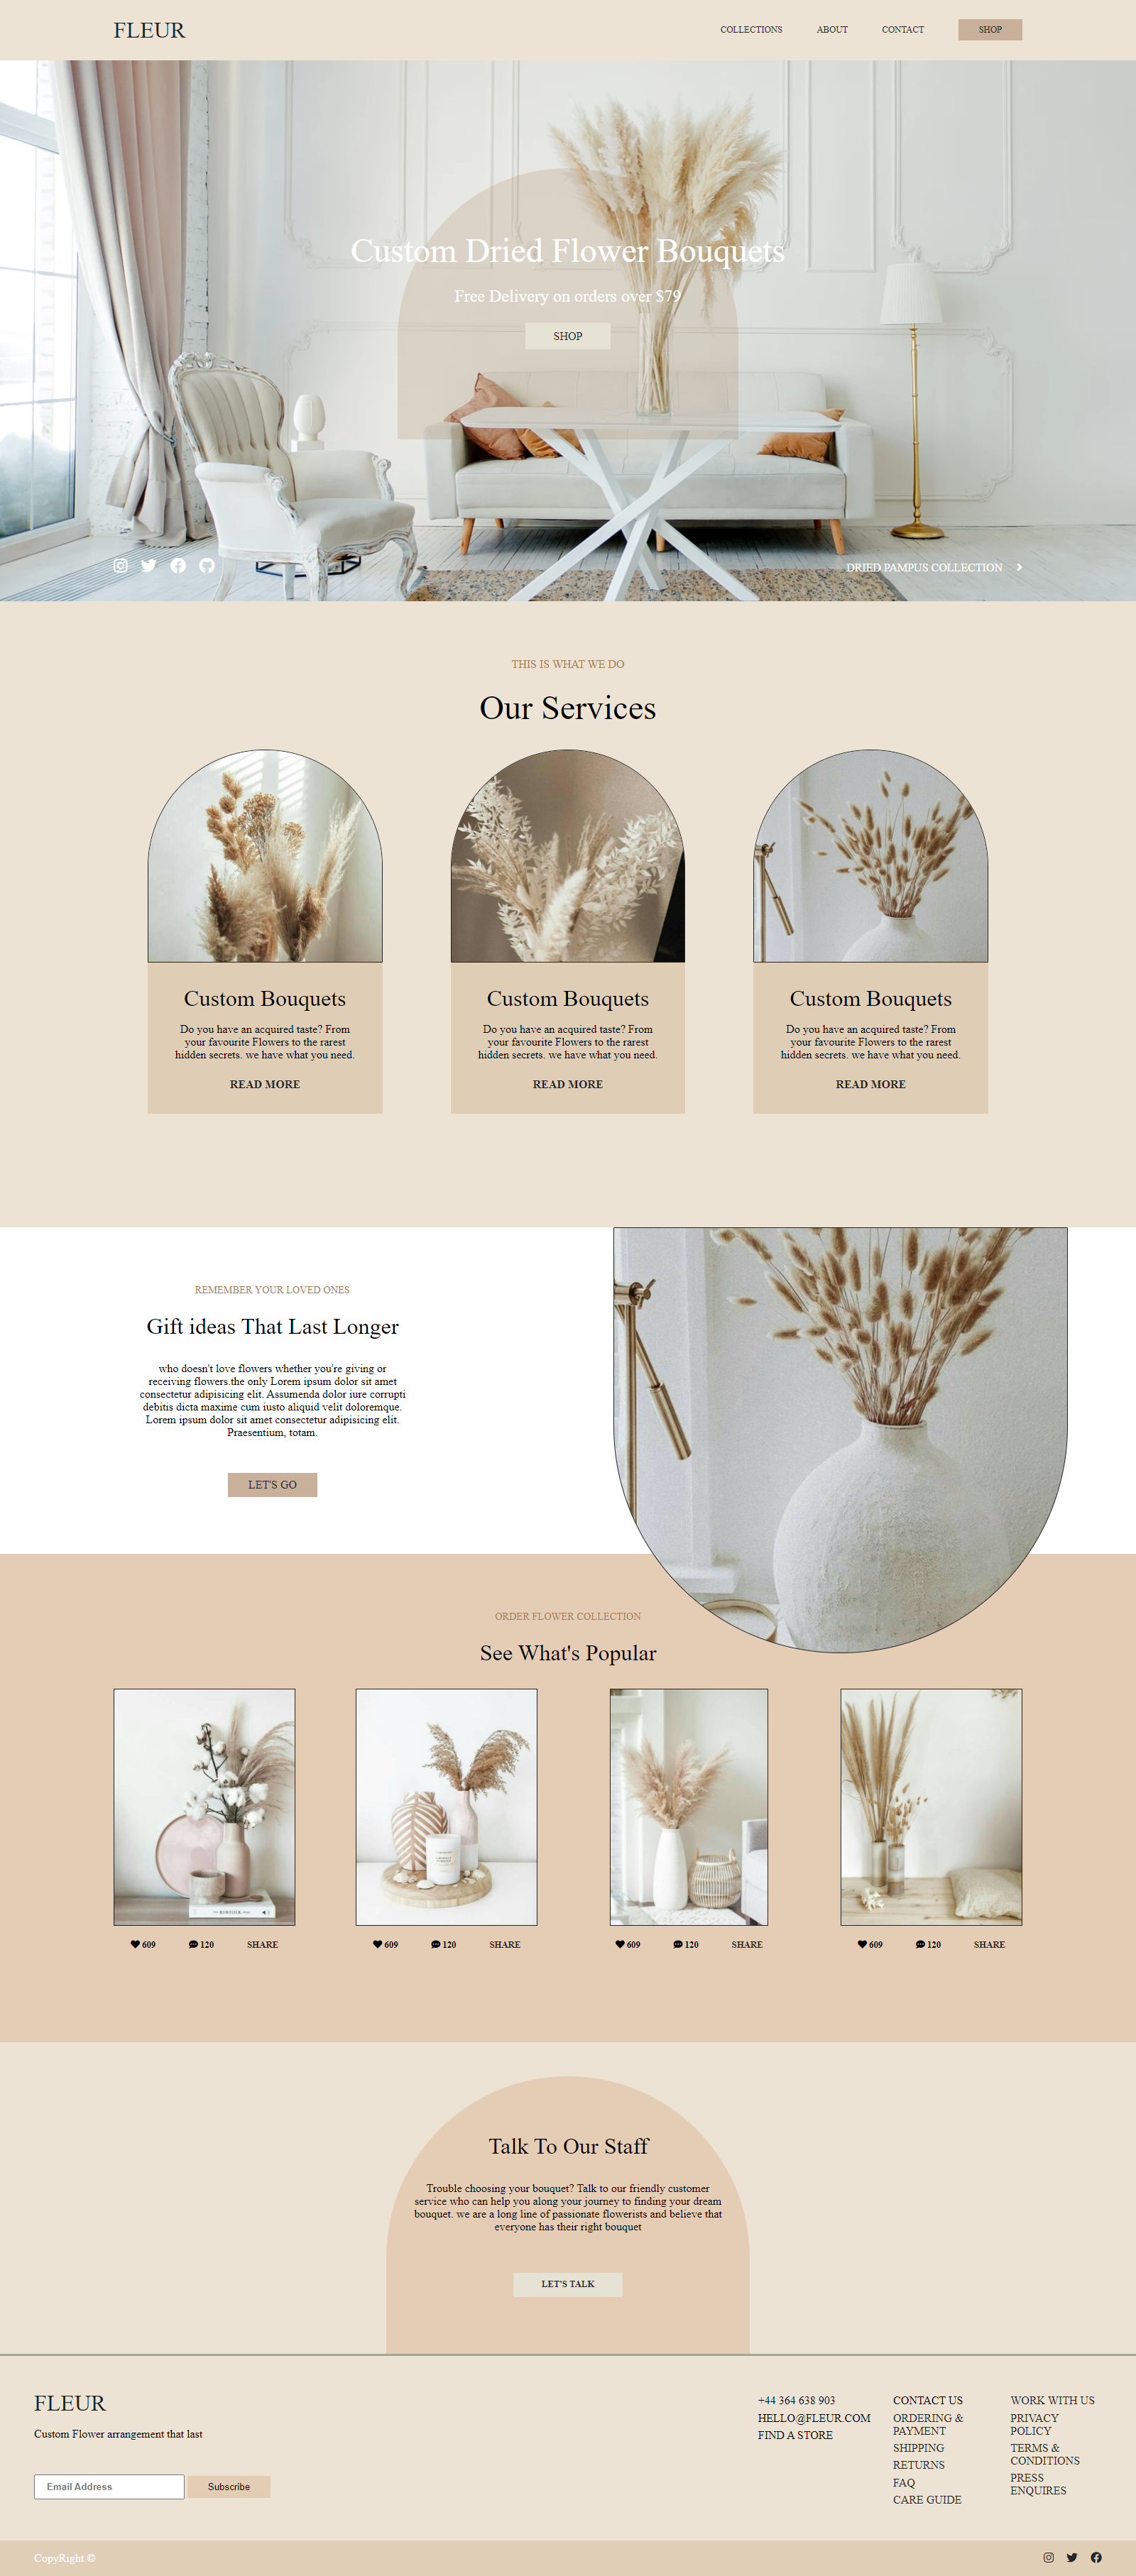 FLEUR
COLLECTIONS
ABOUT
CONTACT
SHOP
Custom Dried Flower Bouquets
Free Delivery on orders over $79
SHOP
DRIED PAMPUS COLLECTION
THIS IS WHAT WE DO
Our Services
Custom Bouquets
Do you have an acquired taste? From
your favourite Flowers to the rarest
hidden secrets. we have what you need.
READ MORE
Custom Bouquets
Do you have an acquired taste? From
your favourite Flowers to the rarest
hidden secrets. we have what you need.
READ MORE
Custom Bouquets
Do you have an acquired taste? From
your favourite Flowers to the rarest
hidden secrets. we have what you need.
READ MORE
REMEMBER YOUR LOVED ONES
Gift ideas That Last Longer
who doesn't love flowers whether you're giving or
receiving flowers.the only Lorem ipsum dolor sit amet
consectetur adipisicing elit. Assumenda dolor iure corrupti
debitis dicta maxime cum iusto aliquid velit doloremque.
Lorem ipsum dolor sit amet consectetur adipisicing elit.
Praesentium, totam.
LET'S GO
ORDER FLOWER COLLECTION
See What's Popular
609
120
SHARE
609
120
SHARE
609
120
SHARE
609
120
SHARE
Talk To Our Staff
Trouble choosing your bouquet? Talk to our friendly customer
service who can help you along your journey to finding your dream
bouquet. we are a long line of passionate flowerists and believe that
everyone has their right bouquet
LET'S TALK
FLEUR
Custom Flower arrangement that last
Email Address
Subscribe
+44 364 638 903
HELLO@FLEUR.COM
FIND A STORE
CONTACT US
ORDERING &
PAYMENT
SHIPPING
RETURNS
FAQ
CARE GUIDE
WORK WITH US
PRIVACY
POLICY
TERMS &
CONDITIONS
PRESS
ENQUIRES
CopyRight ©